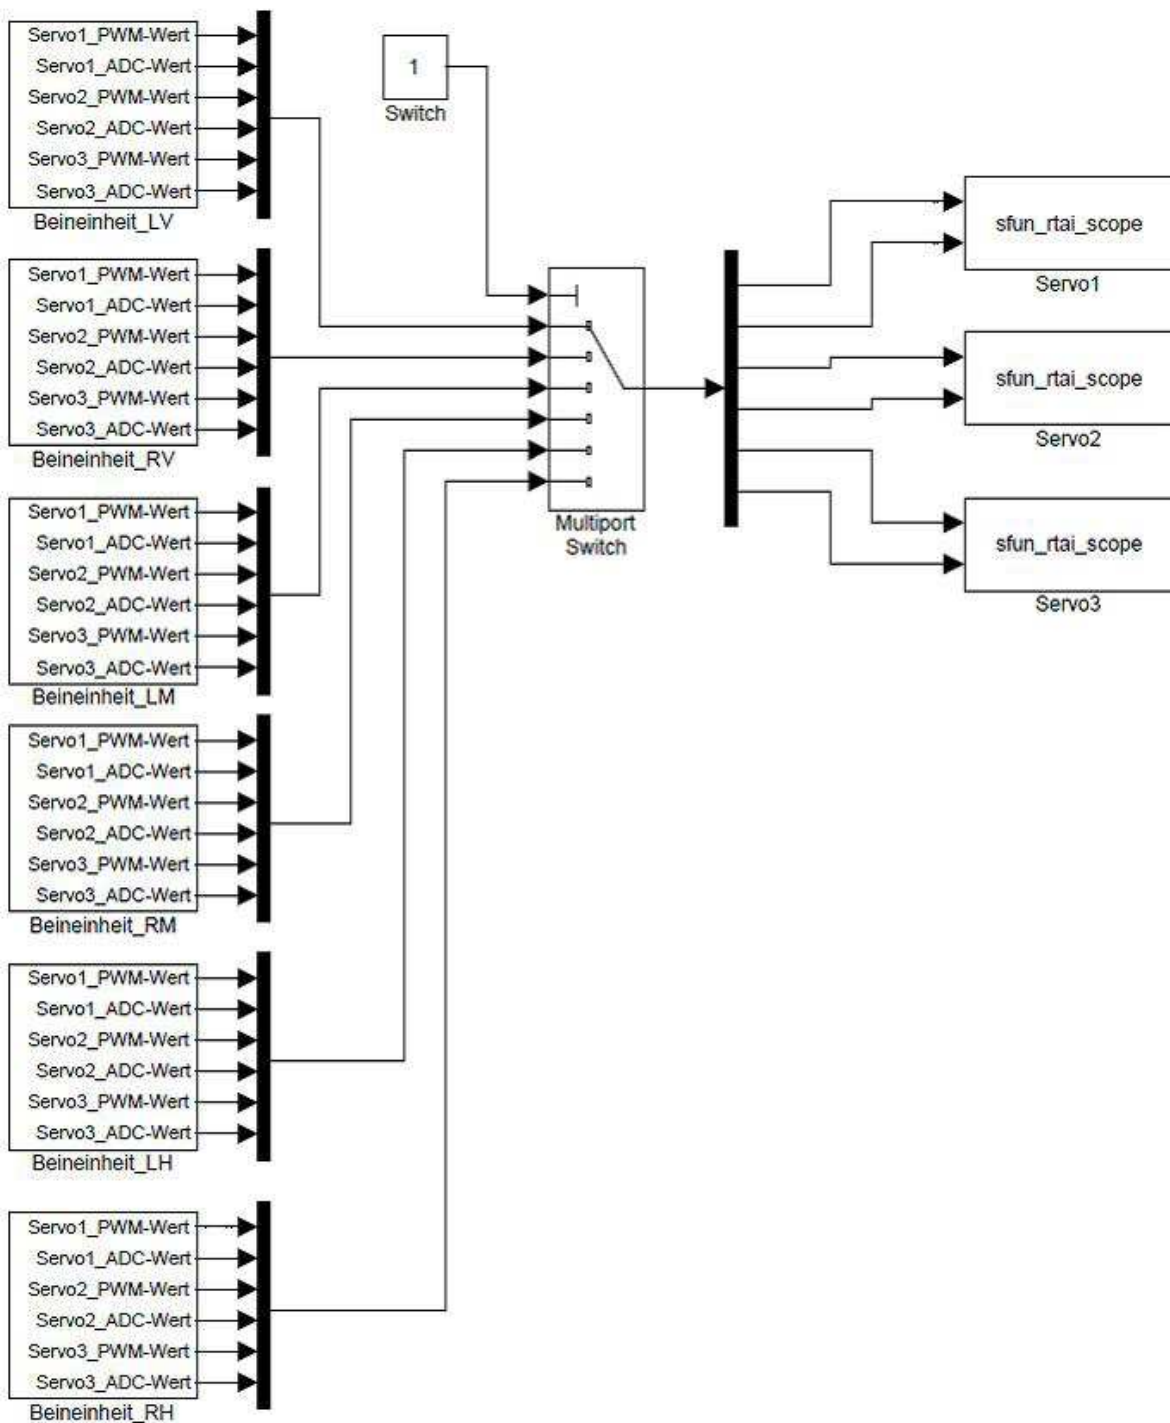 Servo1_PWM-Wert
Servo1_ADC-Wert
Servo2_PWM-Wert
Servo2_ADC-Wert
Servo3_PWM-Wert
Servo3_ADC-Wert
Beineinheit_LV
Servo1_PWM-Wert
Servo1_ADC-Wert
Servo2_PWM-Wert
Servo2_ADC-Wert
Servo3_PWM-Wert
Servo3_ADC-Wert
Beineinheit_RV
Servo1_PWM-Wert
Servo1_ADC-Wert
Servo2_PWM-Wert
Servo2_ADC-Wert
Servo3_PWM-Wert
Servo3_ADC-Wert
Beineinheit_LM
Servo1_PWM-Wert
Servo1_ADC-Wert
Servo2_PWM-Wert
Servo2_ADC-Wert
Servo3_PWM-Wert
Servo3_ADC-Wert
Beineinheit_RM
Servo1_PWM-Wert
Servo1_ADC-Wert
Servo2_PWM-Wert
Servo2_ADC-Wert
Servo3_PWM-Wert
Servo3_ADC-Wert
Beineinheit_LH
Servo1_PWM-Wert
Servo1_ADC-Wert
Servo2_PWM-Wert
Servo2_ADC-Wert
Servo3_PWM-Wert
Servo3_ADC-Wert
Beineinheit_RH
1
Switch
Multiport
Switch
sfun_rtai_scope
Servo1
sfun_rtai_scope
Servo2
sfun_rtai_scope
Servo3